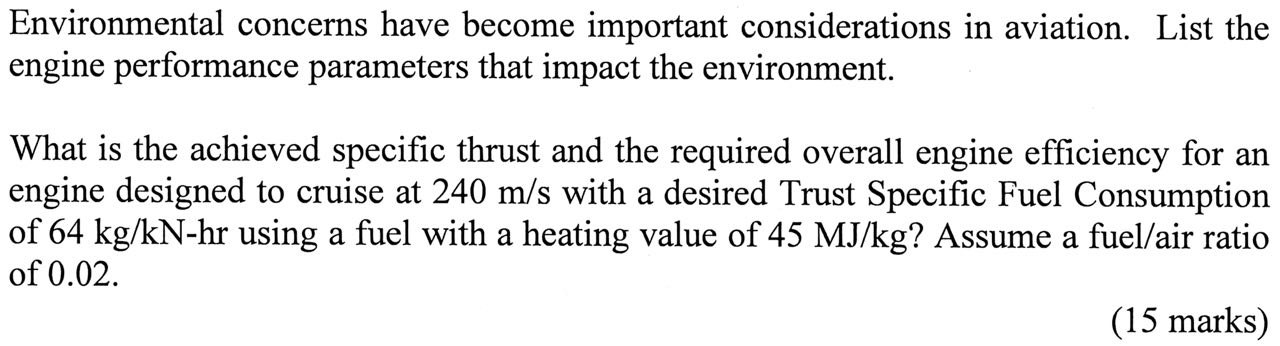 Environmental concerns have become important considerations in aviation. List the
engine performance parameters that impact the environment.
What is the achieved specific thrust and the required overall engine efficiency for an
engine designed to cruise at 240 m/s with a desired Trust Specific Fuel Consumption
of 64 kg/kN-hr using a fuel with a heating value of 45 MJ/kg? Assume a fuel/air ratio
of 0.02.
(15 marks)